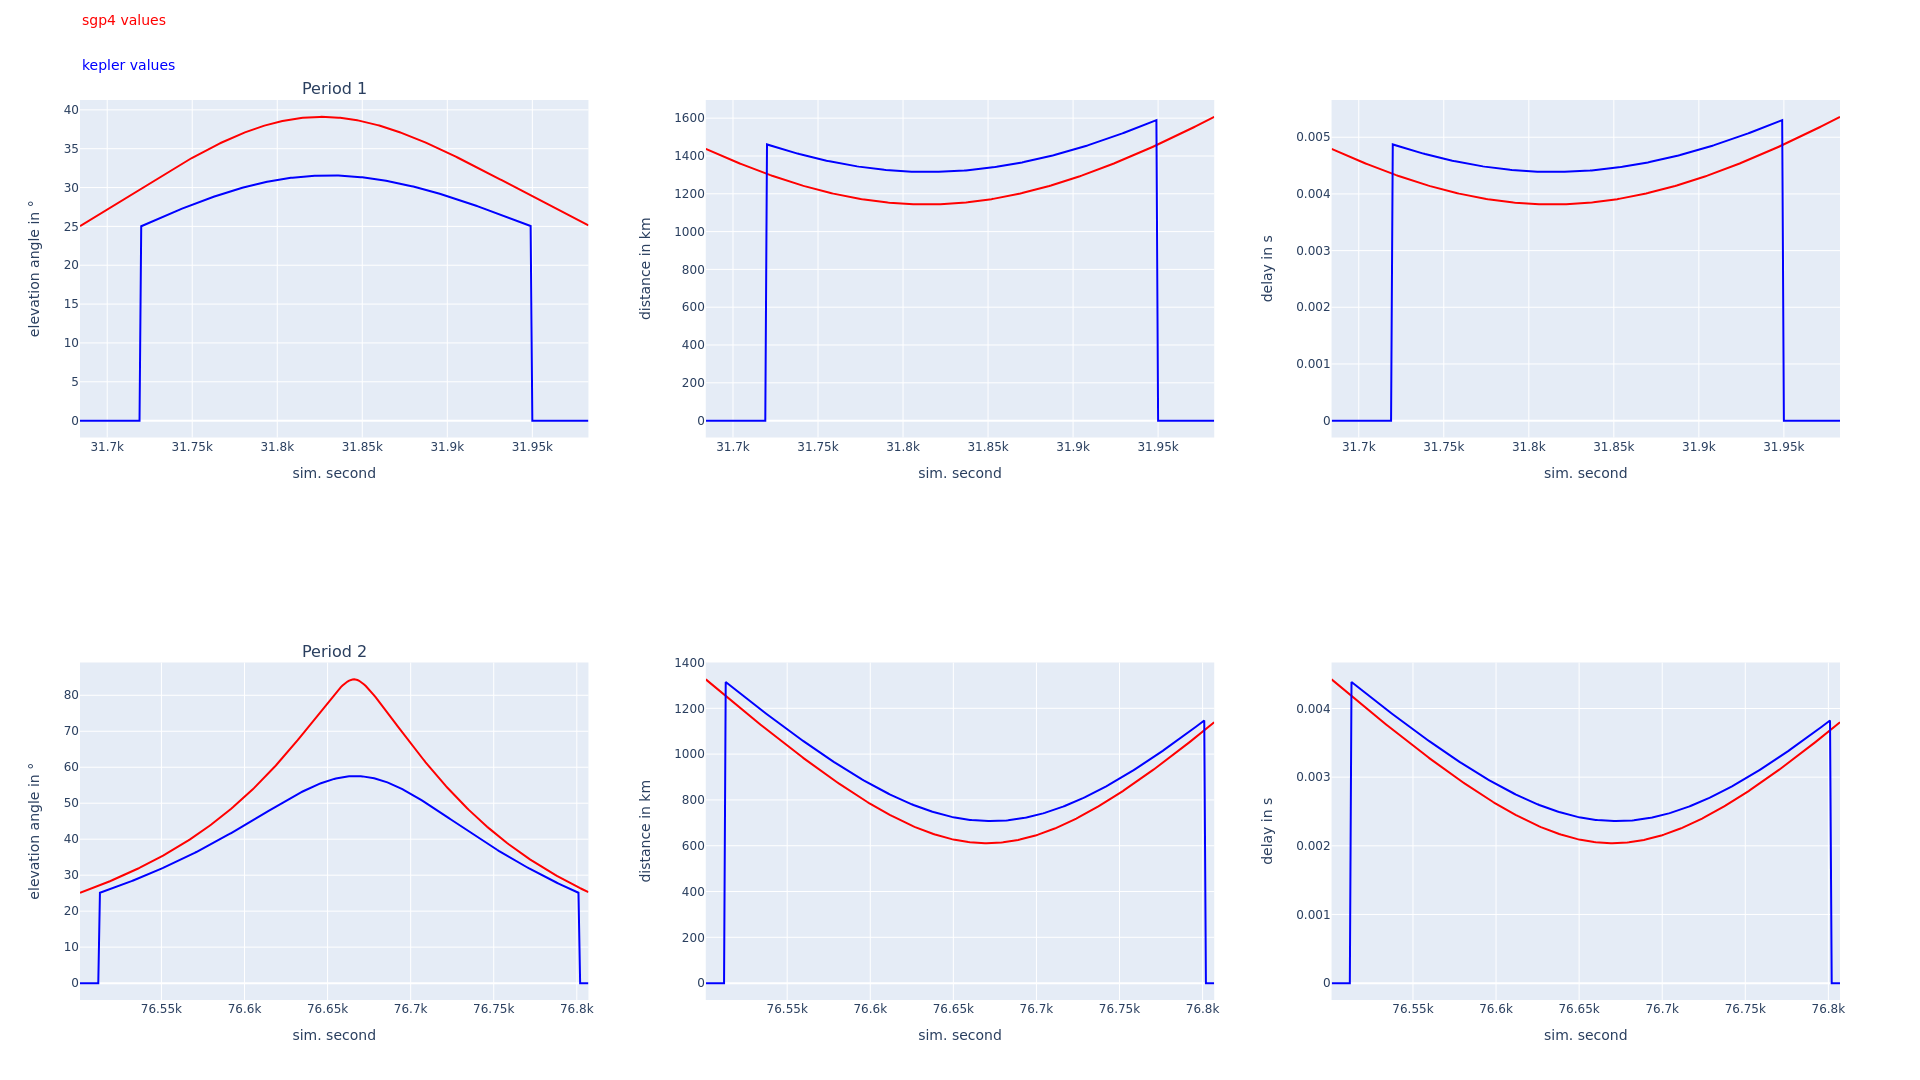 sgp4 values
kepler values
Period 1
elevation angle in °
40
35
30
25
20
15
10
5
0
31.7k 31.75k 31.8k 31.85k 31.9k 31.95k
sim. second
distance in km
1600
1400
1200
1000
800
600
400
200
0
31.7k 31.75k 31.8k 31.85k 31.9k 31.95k
sim. second
delay in s
0.005
0.004
0.003
0.002
0.001
0
31.7k 31.75k 31.8k 31.85k 31.9k 31.95k
sim. second
Period 2
elevation angle in °
80
70
60
50
40
30
20
10
0
76.55k 76.6k 76.65k 76.7k 76.75k 76.8k
sim. second
distance in km
1400
1200
1000
800
600
400
200
0
76.55k 76.6k 76.65k 76.7k 76.75k 76.8k
sim. second
delay in s
0.004
0.003
0.002
0.001
0
76.55k 76.6k 76.65k 76.7k 76.75k 76.8k
sim. second